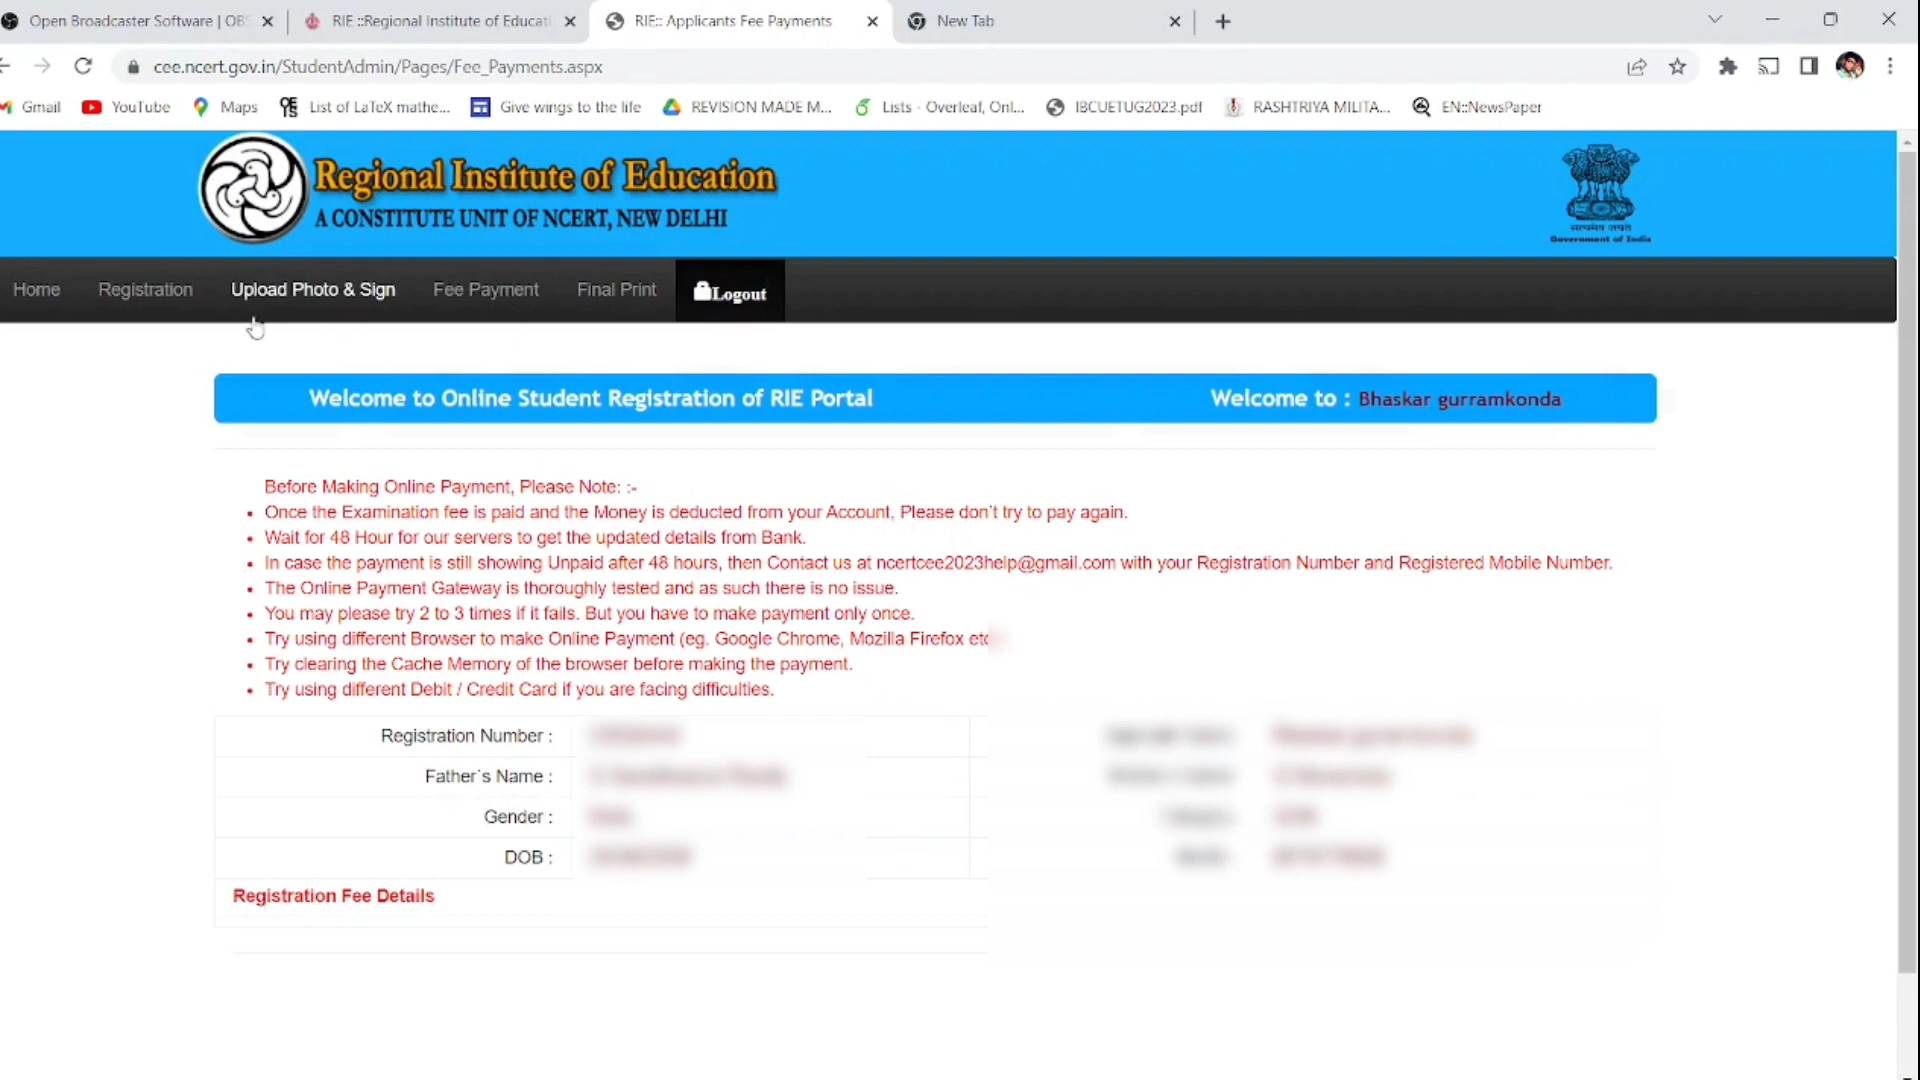 Open Broadcaster Software | OBS
RIE ::Regional Institute of Educati
RIE:: Applicants Fee Payments
New Tab
cee.ncert.gov.in/StudentAdmin/Pages/Fee_Payments.aspx
Gmail YouTube Maps List of LaTeX mathe... Give wings to the life REVISION MADE M... Lists - Overleaf, Onl... IBCUETUG2023.pdf RASHTRIYA MILITA... EN::NewsPaper
Regional Institute of Education
A CONSTITUTE UNIT OF NCERT, NEW DELHI
सत्यमेव जयते
Government of India
Home Registration Upload Photo & Sign Fee Payment Final Print Logout
Welcome to Online Student Registration of RIE Portal Welcome to : Bhaskar gurramkonda
Before Making Online Payment, Please Note: :-
• Once the Examination fee is paid and the Money is deducted from your Account, Please don't try to pay again.
• Wait for 48 Hour for our servers to get the updated details from Bank.
• In case the payment is still showing Unpaid after 48 hours, then Contact us at ncertcee2023help@gmail.com with your Registration Number and Registered Mobile Number.
• The Online Payment Gateway is thoroughly tested and as such there is no issue.
• You may please try 2 to 3 times if it fails. But you have to make payment only once.
• Try using different Browser to make Online Payment (eg. Google Chrome, Mozilla Firefox etc
• Try clearing the Cache Memory of the browser before making the payment.
• Try using different Debit / Credit Card if you are facing difficulties.
Registration Number :
Father`s Name :
Gender :
DOB :
Registration Fee Details